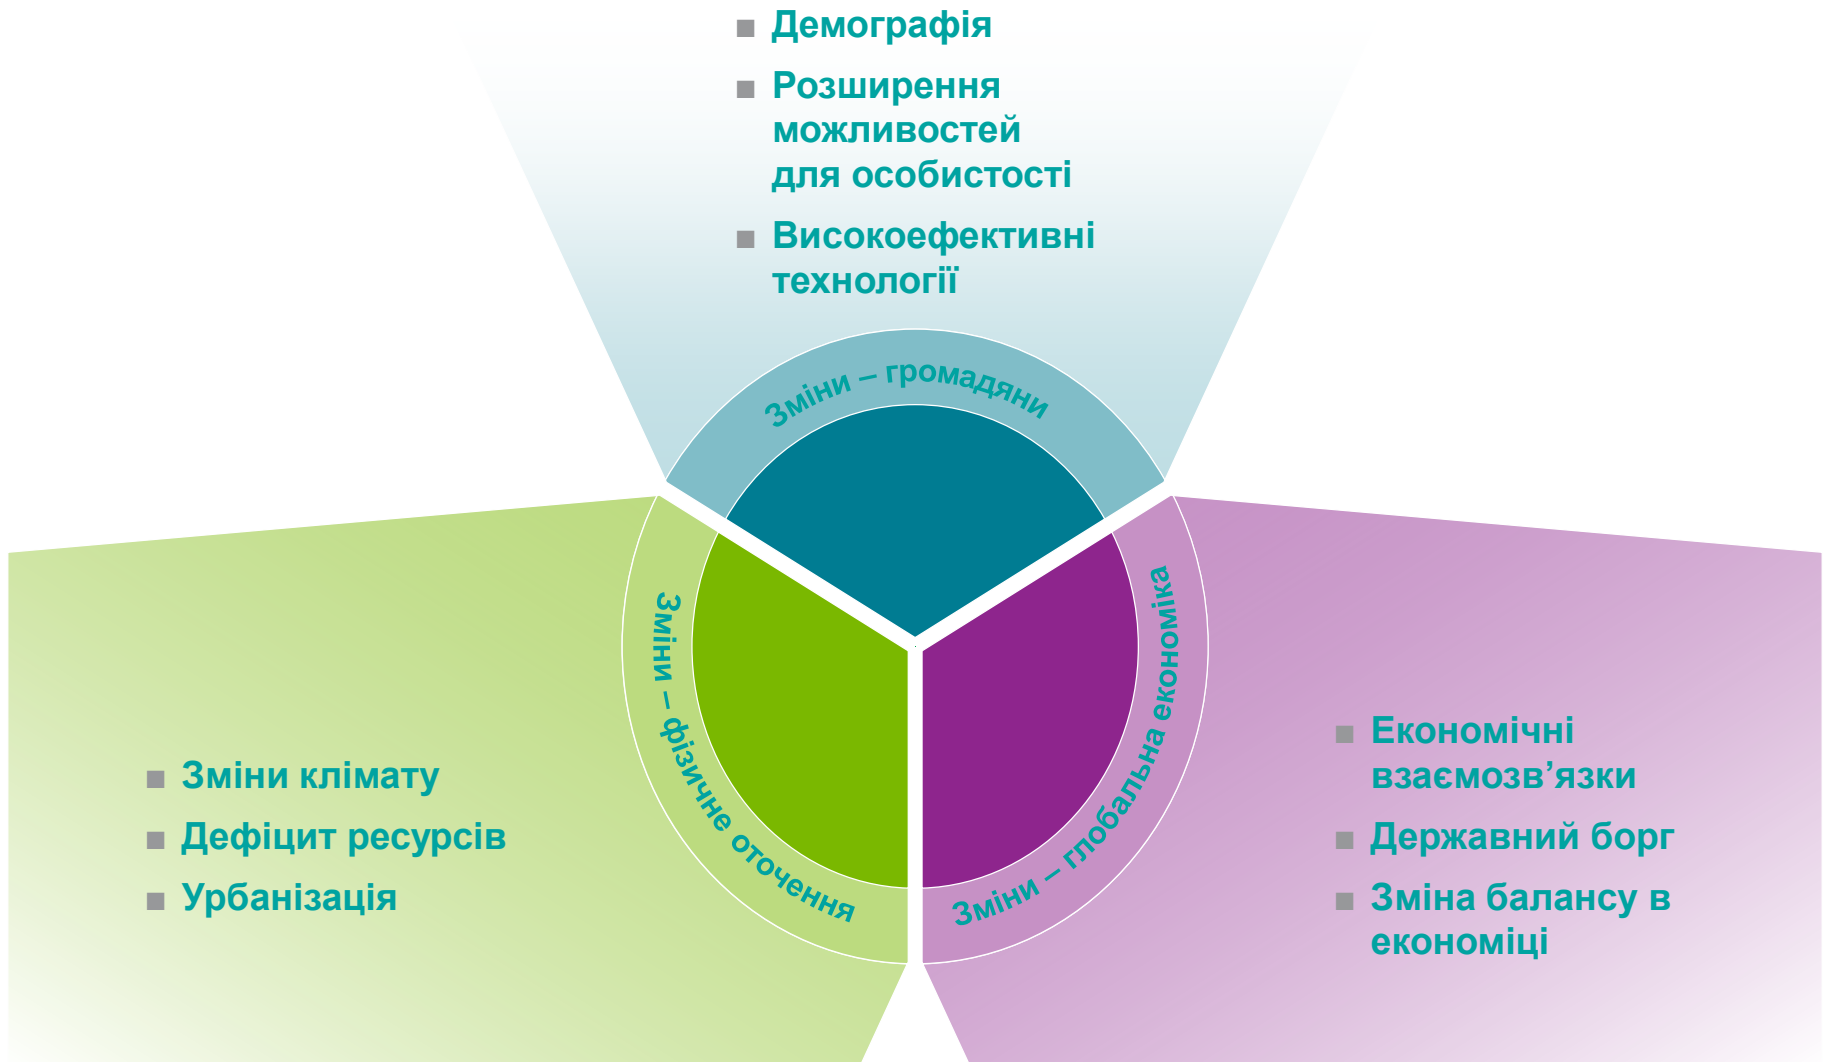 Демографія
Розширення
можливостей
для особистості
Високоефективні
технології
Зміни – громадяни
Зміни – фізичне оточення
Зміни – глобальна економіка
Зміни клімату
Дефіцит ресурсів
Урбанізація
Економічні
взаємозв’язки
Державний борг
Зміна балансу в
економіці